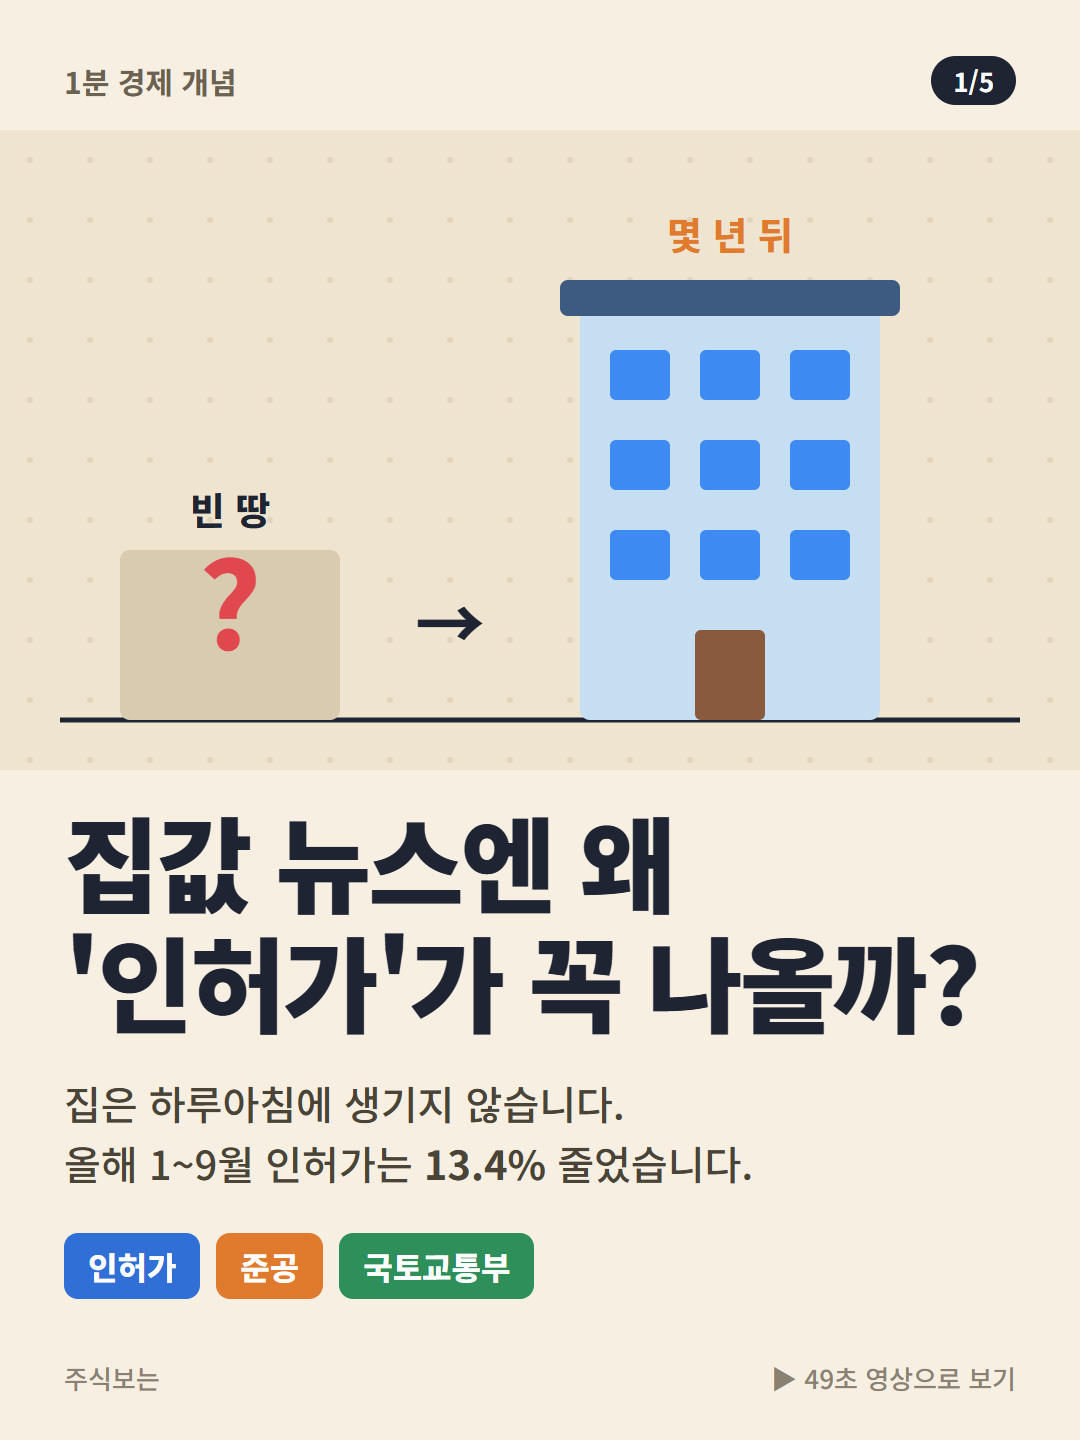 1분 경제 개념
1/5
몇 년 뒤
빈 땅
?
→
집값 뉴스엔 왜
'인허가'가 꼭 나올까?
집은 하루아침에 생기지 않습니다.
올해 1~9월 인허가는 13.4% 줄었습니다.
인허가 준공 국토교통부
주식보는
▶ 49초 영상으로 보기